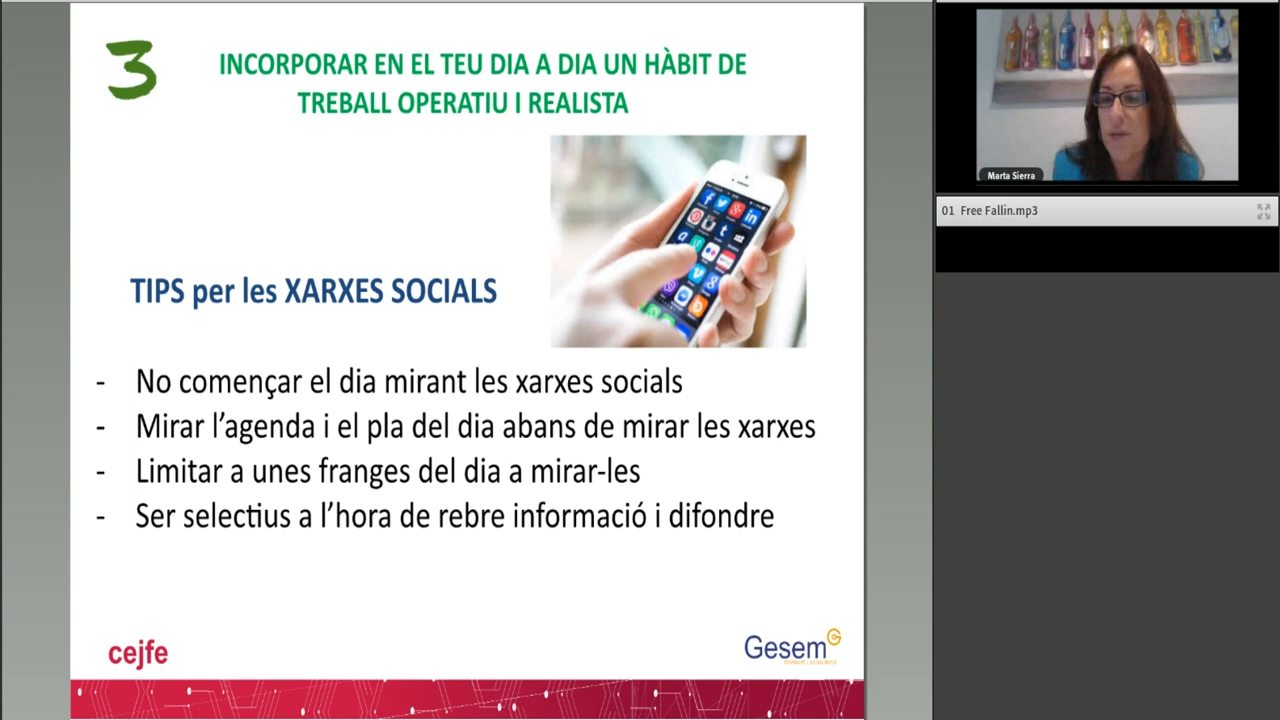 3
INCORPORAR EN EL TEU DIA A DIA UN HÀBIT DE
TREBALL OPERATIU I REALISTA
TIPS per les XARXES SOCIALS
- No començar el dia mirant les xarxes socials
- Mirar l’agenda i el pla del dia abans de mirar les xarxes
- Limitar a unes franges del dia a mirar-les
- Ser selectius a l’hora de rebre informació i difondre
cejfe
Gesem
Marta Sierra
01 Free Fallin.mp3